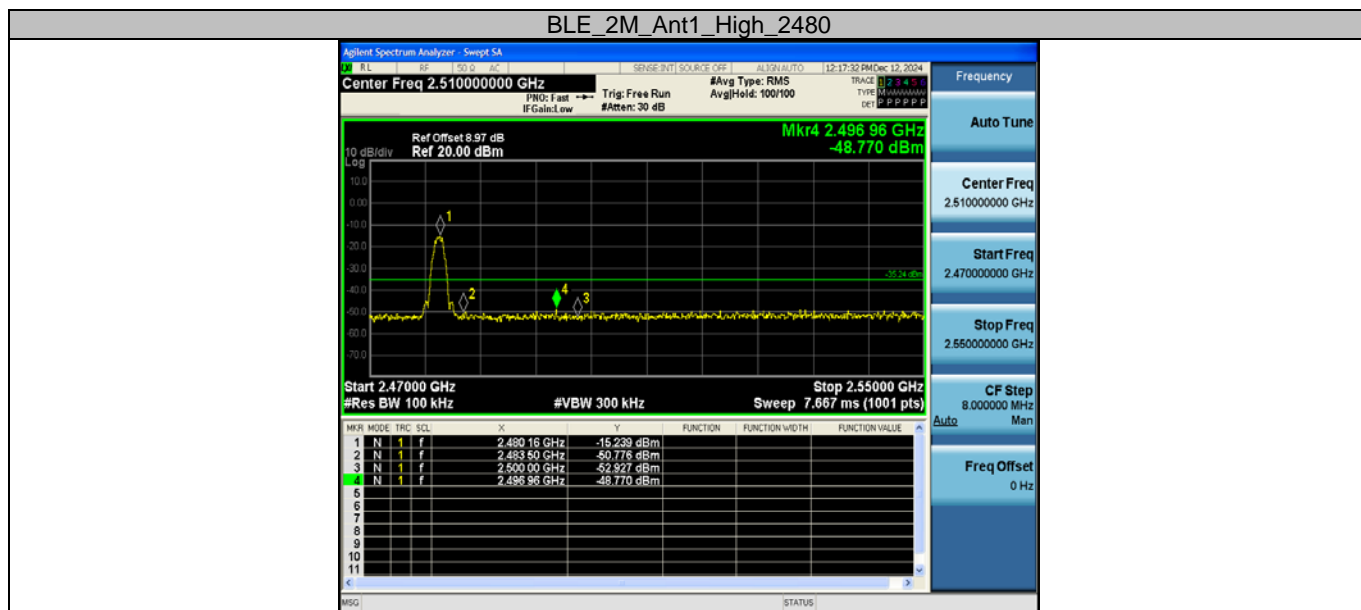 BLE_2M_Ant1_High_2480
Agilent Spectrum Analyzer - Swept SA
RL RF 50 Ω AC SENSE:INT SOURCE OFF ALIGN AUTO 12:17:32 PM Dec 12, 2024
Center Freq 2.510000000 GHz
PNO: Fast
IFGain:Low
Trig: Free Run
#Atten: 30 dB
#Avg Type: RMS
Avg|Hold: 100/100
TRACE 1 2 3 4 5 6
TYPE M
DET P P P P P P
Mkr4 2.496 96 GHz
-48.770 dBm
Ref Offset 8.97 dB
10 dB/div Ref 20.00 dBm
Log
10.0
0.00
-10.0
-20.0
-30.0
-40.0
-50.0
-60.0
-70.0
1
2
4
3
-35.24 dBm
Start 2.47000 GHz Stop 2.55000 GHz
#Res BW 100 kHz #VBW 300 kHz Sweep 7.667 ms (1001 pts)
MKR MODE TRC SCL X Y FUNCTION FUNCTION WIDTH FUNCTION VALUE
1 N 1 f 2.480 16 GHz -15.239 dBm
2 N 1 f 2.483 50 GHz -50.776 dBm
3 N 1 f 2.500 00 GHz -52.927 dBm
4 N 1 f 2.496 96 GHz -48.770 dBm
5
6
7
8
9
10
11
MSG STATUS
Frequency
Auto Tune
Center Freq
2.510000000 GHz
Start Freq
2.470000000 GHz
Stop Freq
2.550000000 GHz
CF Step
8.000000 MHz
Auto Man
Freq Offset
0 Hz